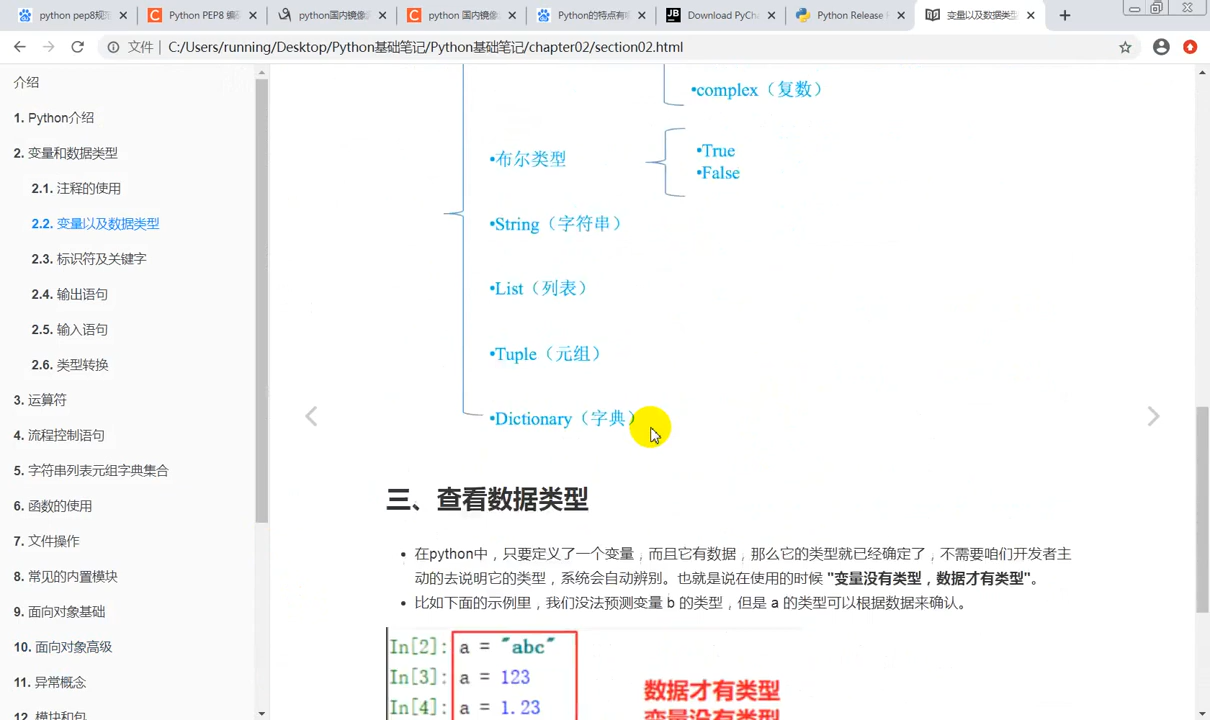 python pep8规范
Python PEP8 编
python国内镜像
python 国内镜像
Python的特点有
Download PyCh
Python Release
变量以及数据类型
文件 C:/Users/running/Desktop/Python基础笔记/Python基础笔记/chapter02/section02.html
介绍
1. Python介绍
2. 变量和数据类型
2.1. 注释的使用
2.2. 变量以及数据类型
2.3. 标识符及关键字
2.4. 输出语句
2.5. 输入语句
2.6. 类型转换
3. 运算符
4. 流程控制语句
5. 字符串列表元组字典集合
6. 函数的使用
7. 文件操作
8. 常见的内置模块
9. 面向对象基础
10. 面向对象高级
11. 异常概念
12. 模块和包
•complex（复数）
•布尔类型
•True
•False
•String（字符串）
•List（列表）
•Tuple（元组）
•Dictionary（字典）
三、查看数据类型
• 在python中，只要定义了一个变量，而且它有数据，那么它的类型就已经确定了，不需要咱们开发者主
动的去说明它的类型，系统会自动辨别。也就是说在使用的时候 "变量没有类型，数据才有类型"。
• 比如下面的示例里，我们没法预测变量 b 的类型，但是 a 的类型可以根据数据来确认。
In[2]: a = "abc"
In[3]: a = 123
In[4]: a = 1.23
数据才有类型
变量没有类型